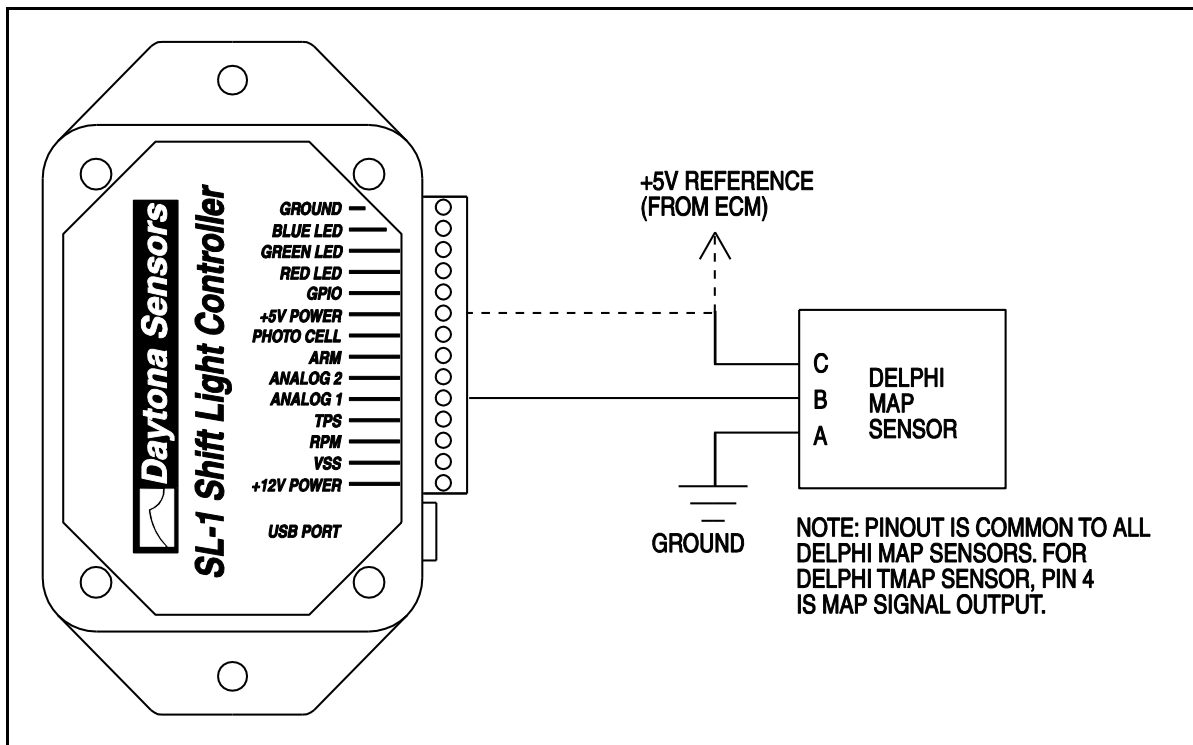 Daytona Sensors
SL-1 Shift Light Controller
GROUND
BLUE LED
GREEN LED
RED LED
GPIO
+5V POWER
PHOTO CELL
ARM
ANALOG 2
ANALOG 1
TPS
RPM
VSS
+12V POWER
USB PORT
+5V REFERENCE
(FROM ECM)
C
B
A
DELPHI
MAP
SENSOR
GROUND
NOTE: PINOUT IS COMMON TO ALL
DELPHI MAP SENSORS. FOR
DELPHI TMAP SENSOR, PIN 4
IS MAP SIGNAL OUTPUT.